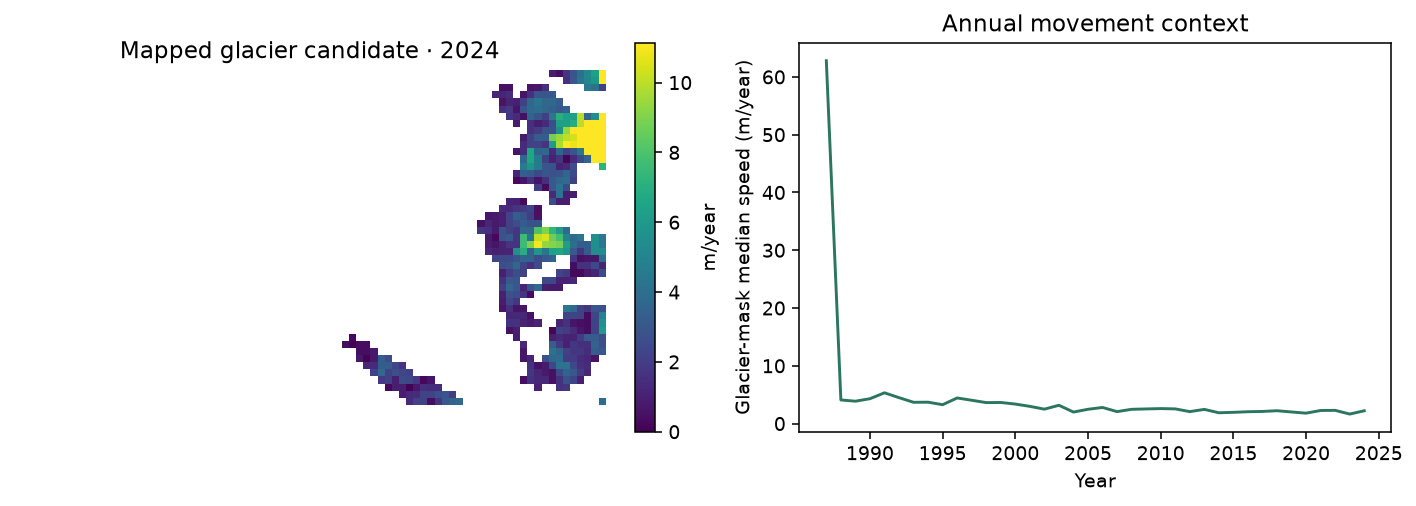 Mapped glacier candidate · 2024
10
8
6
4
2
0
m/year
Annual movement context
Glacier-mask median speed (m/year)
60
50
40
30
20
10
0
1990 1995 2000 2005 2010 2015 2020 2025
Year